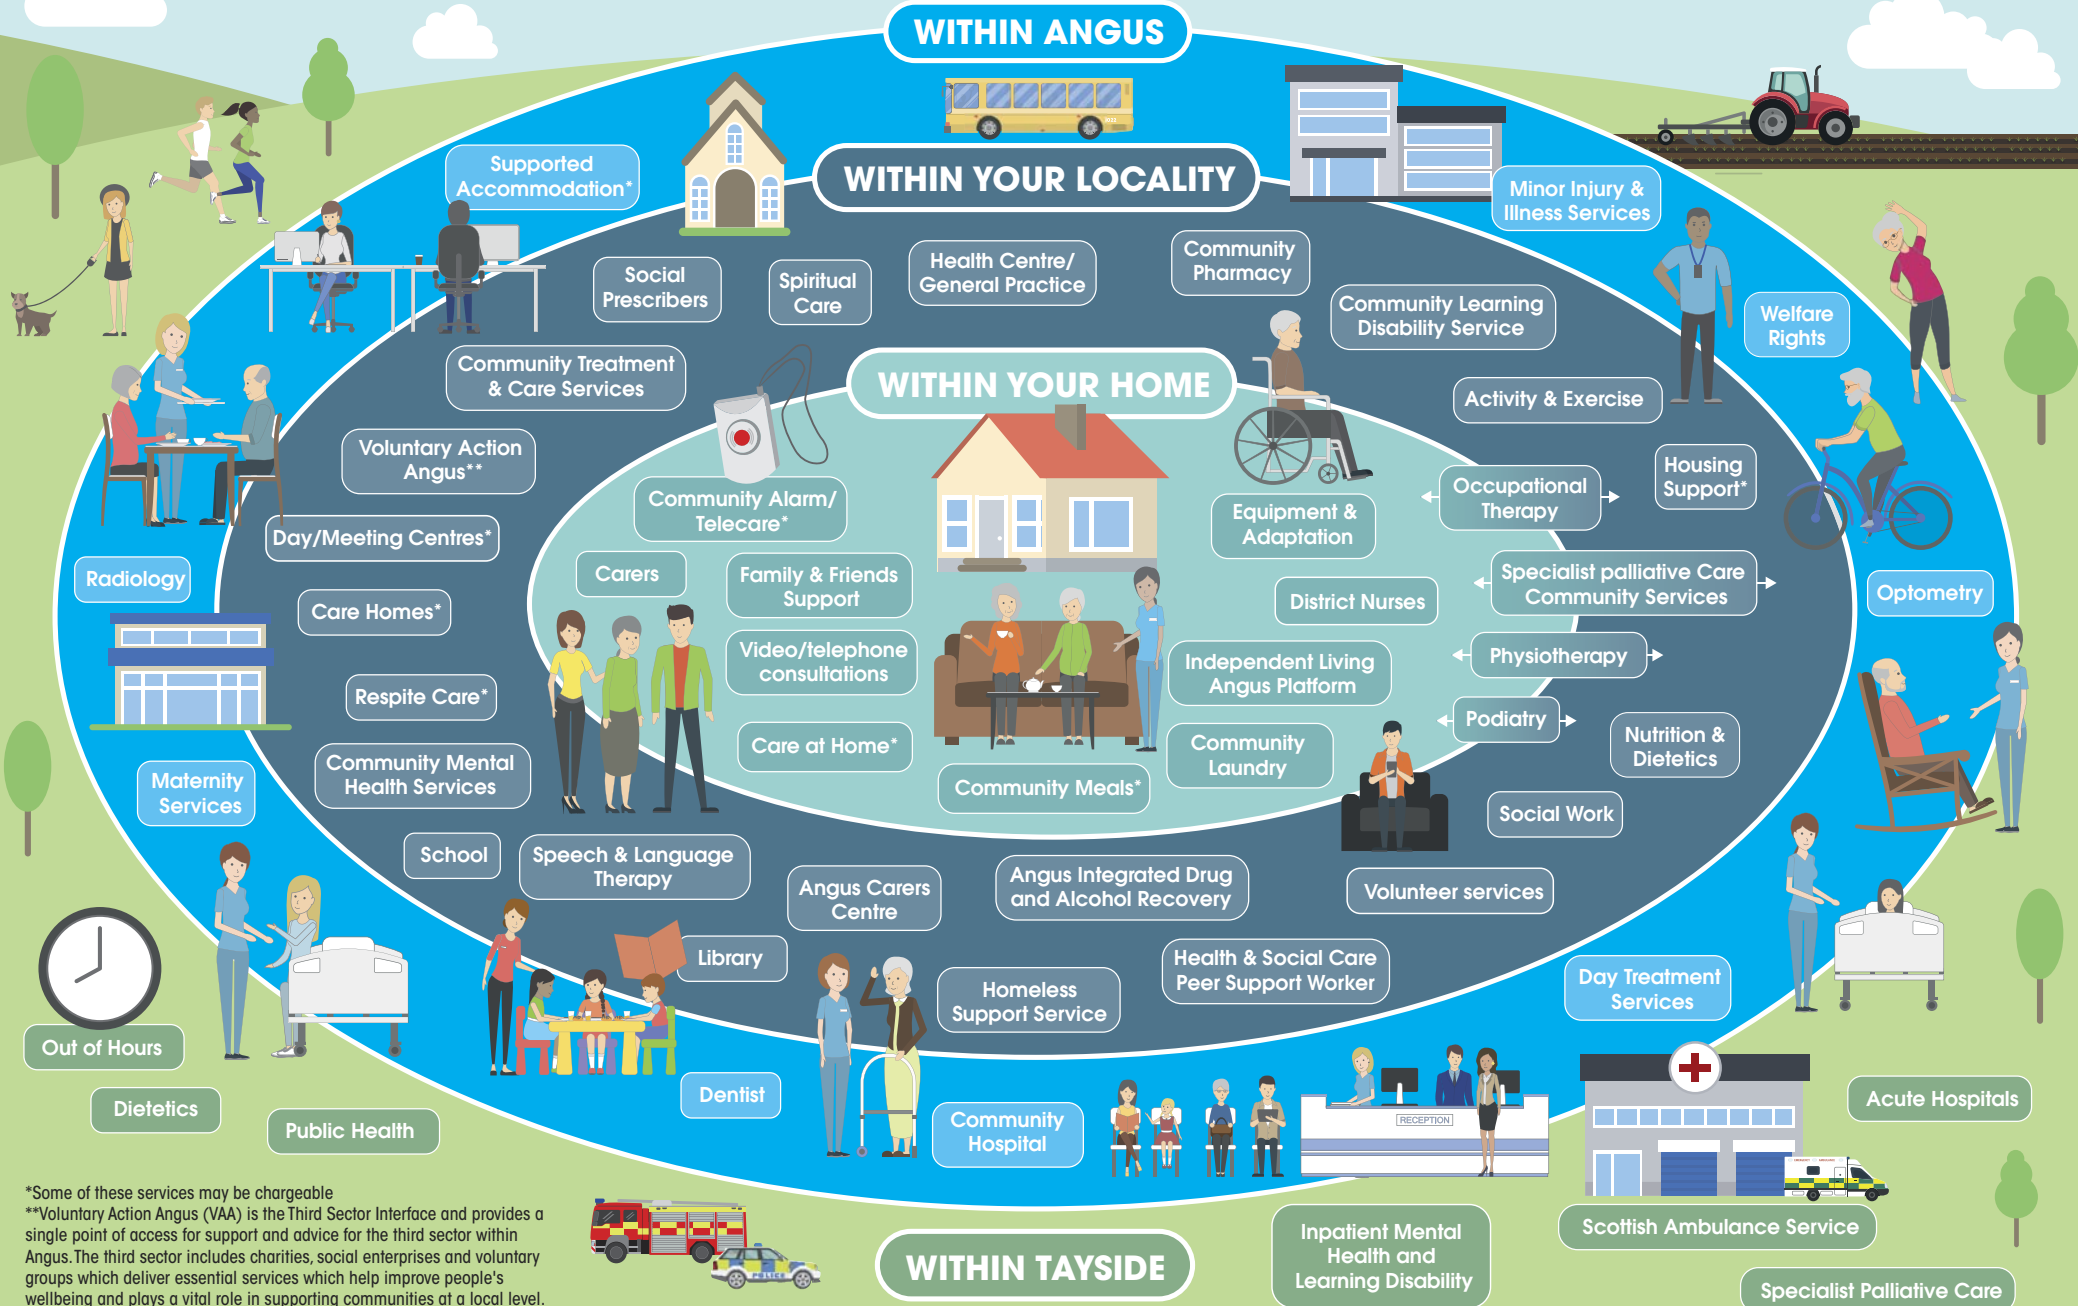 WITHIN ANGUS
Supported
Accommodation*
WITHIN YOUR LOCALITY
Minor Injury &
Illness Services
Social
Prescribers
Spiritual
Care
Health Centre/
General Practice
Community
Pharmacy
Community Learning
Disability Service
Welfare
Rights
Community Treatment
& Care Services
WITHIN YOUR HOME
Activity & Exercise
Voluntary Action
Angus**
Community Alarm/
Telecare*
Equipment &
Adaptation
Occupational
Therapy
Housing
Support*
Day/Meeting Centres*
Radiology
Carers
Family & Friends
Support
District Nurses
Specialist palliative Care
Community Services
Optometry
Care Homes*
Video/telephone
consultations
Independent Living
Angus Platform
Physiotherapy
Respite Care*
Care at Home*
Community
Laundry
Podiatry
Nutrition &
Dietetics
Community Mental
Health Services
Maternity
Services
Community Meals*
Social Work
School
Speech & Language
Therapy
Angus Carers
Centre
Angus Integrated Drug
and Alcohol Recovery
Volunteer services
Library
Homeless
Support Service
Health & Social Care
Peer Support Worker
Day Treatment
Services
Out of Hours
Dietetics
Public Health
Dentist
Community
Hospital
RECEPTION
Acute Hospitals
*Some of these services may be chargeable
**Voluntary Action Angus (VAA) is the Third Sector Interface and provides a
single point of access for support and advice for the third sector within
Angus. The third sector includes charities, social enterprises and voluntary
groups which deliver essential services which help improve people's
wellbeing and plays a vital role in supporting communities at a local level.
POLICE
WITHIN TAYSIDE
Inpatient Mental
Health and
Learning Disability
Scottish Ambulance Service
Specialist Palliative Care